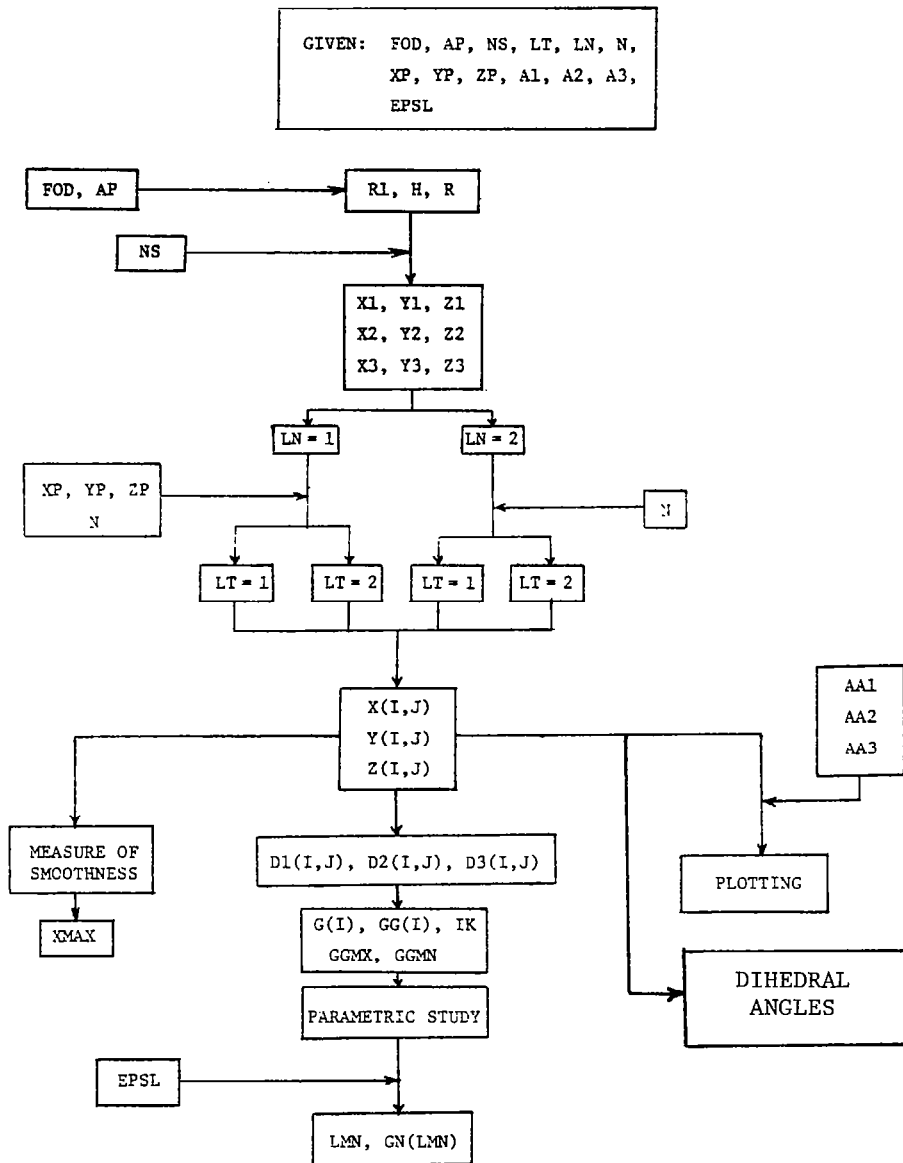 GIVEN: FOD, AP, NS, LT, LN, N,
XP, YP, ZP, A1, A2, A3,
EPSL
FOD, AP
R1, H, R
NS
X1, Y1, Z1
X2, Y2, Z2
X3, Y3, Z3
LN = 1
LN = 2
XP, YP, ZP
N
N
LT = 1
LT = 2
LT = 1
LT = 2
X(I,J)
Y(I,J)
Z(I,J)
AA1
AA2
AA3
MEASURE OF
SMCOTHNESS
D1(I,J), D2(I,J), D3(I,J)
PLOTTING
XMAX
G(I), GG(I), IK
GGMX, GGMN
DIHEDRAL
ANGLES
PARAMETRIC STUDY
EPSL
LMN, GN(LMN)